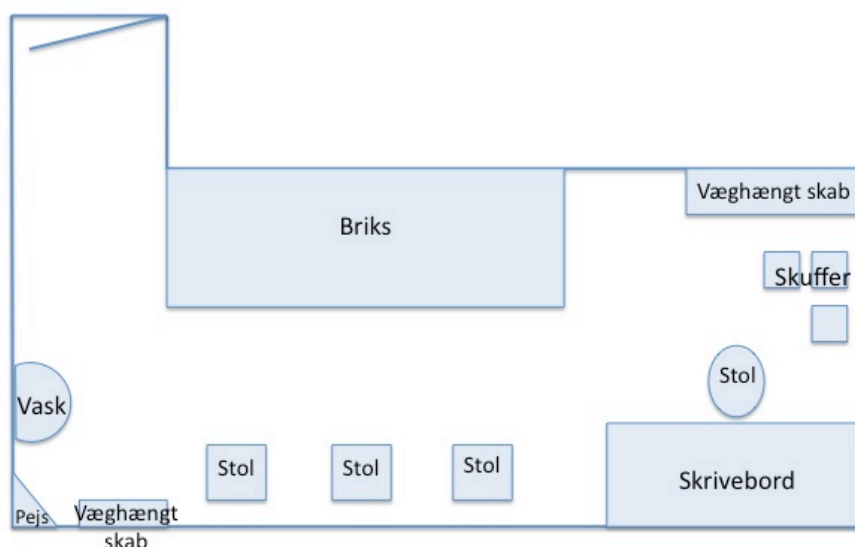 Briks
Væghængt skab
Skuffer
Stol
Vask
Stol
Stol
Stol
Skrivebord
Pejs
Væghængt
skab